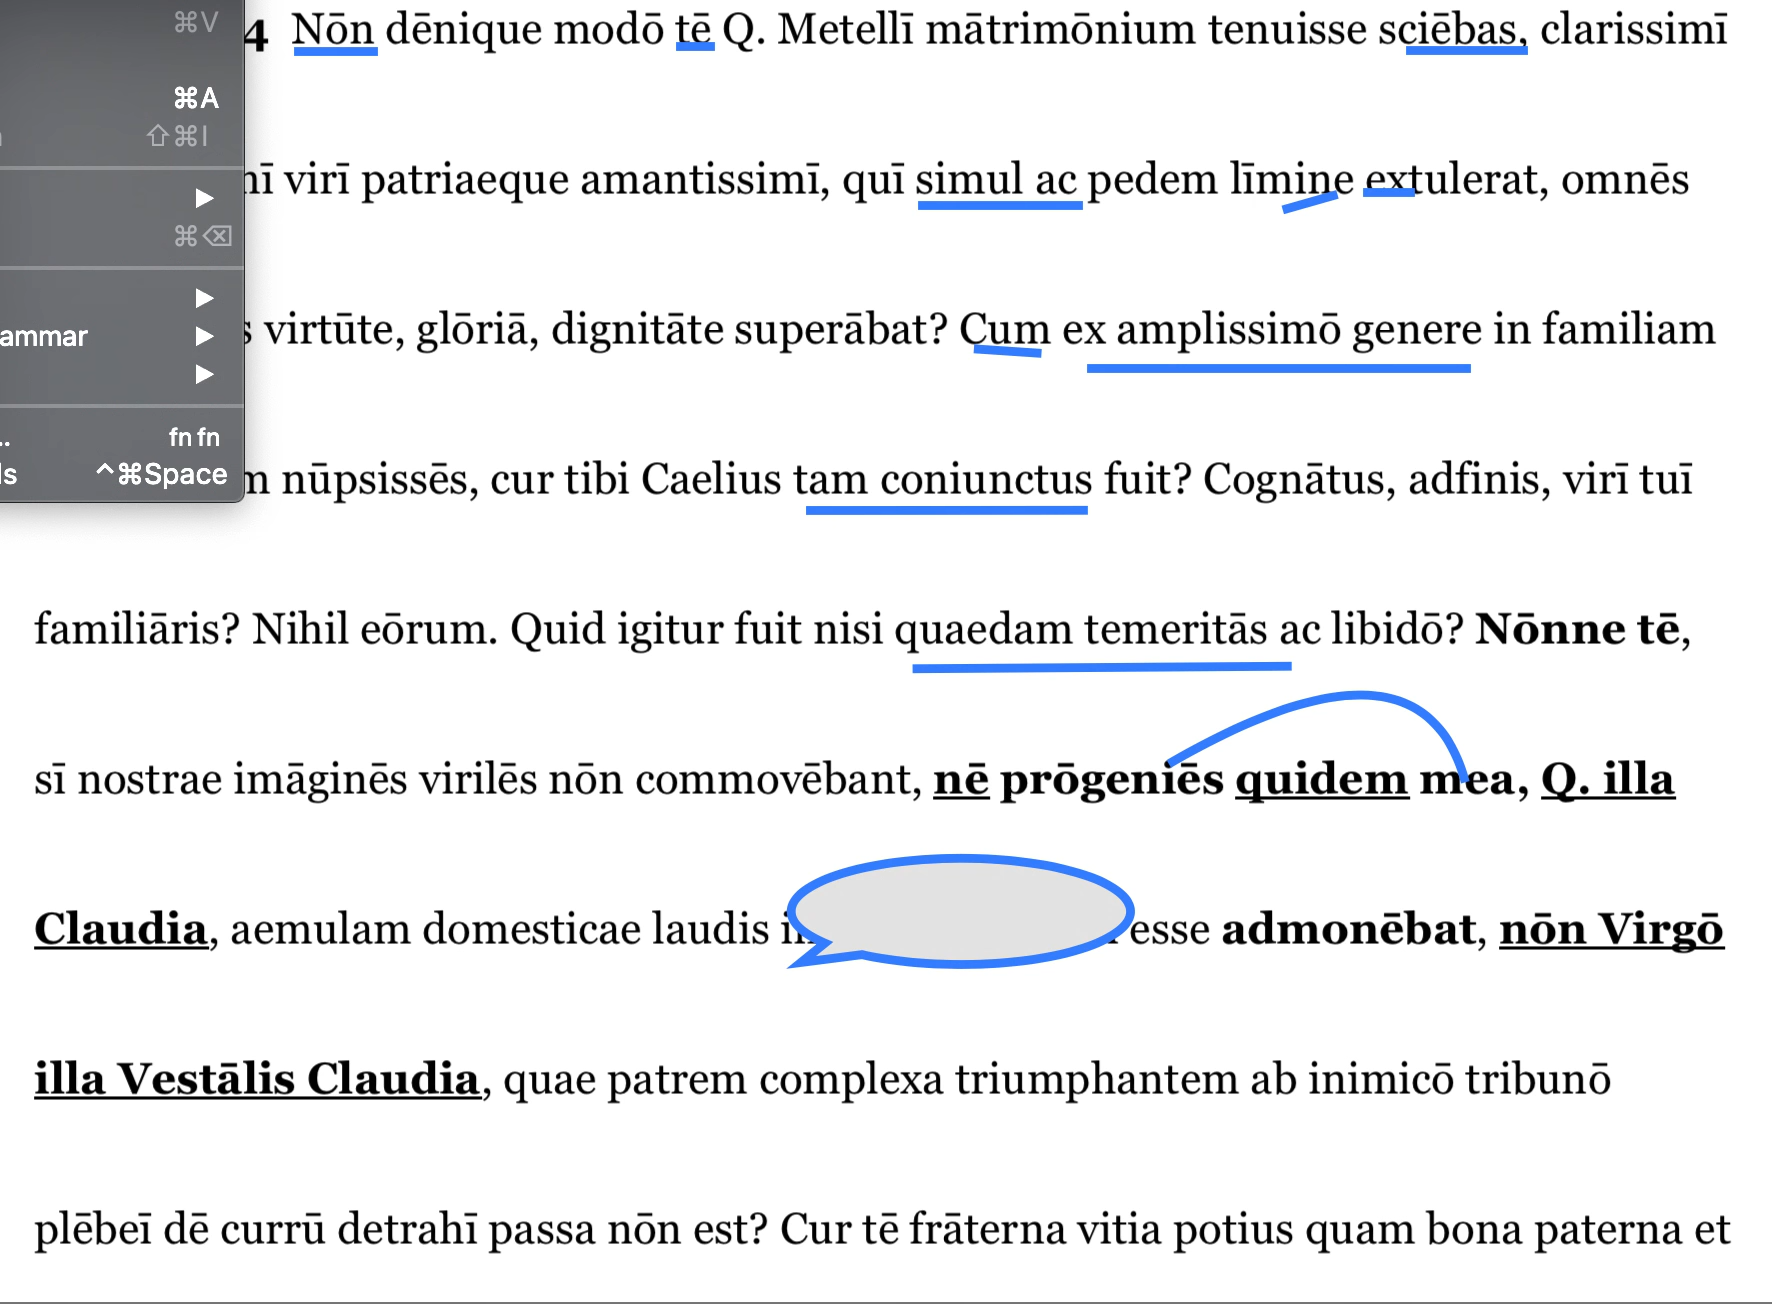 ⌘V
4 Nōn dēnique modō tē Q. Metellī mātrimōnium tenuisse sciēbas, clarissimī
⌘A
⇧⌘I
virī patriaeque amantissimī, quī simul ac pedem līmine extulerat, omnēs
⌘⌫
virtūte, glōriā, dignitāte superābat? Cum ex amplissimō genere in familiam
ammar
fn fn
ls ^⌘Space
nūpsissēs, cur tibi Caelius tam coniunctus fuit? Cognātus, adfinis, virī tuī
familiāris? Nihil eōrum. Quid igitur fuit nisi quaedam temeritās ac libidō? Nōnne tē,
sī nostrae imāginēs virilēs nōn commovēbant, nē prōgeniēs quidem mea, Q. illa
Claudia, aemulam domesticae laudis esse admonēbat, nōn Virgō
illa Vestālis Claudia, quae patrem complexa triumphantem ab inimicō tribunō
plēbeī dē currū detrahī passa nōn est? Cur tē frāterna vitia potius quam bona paterna et